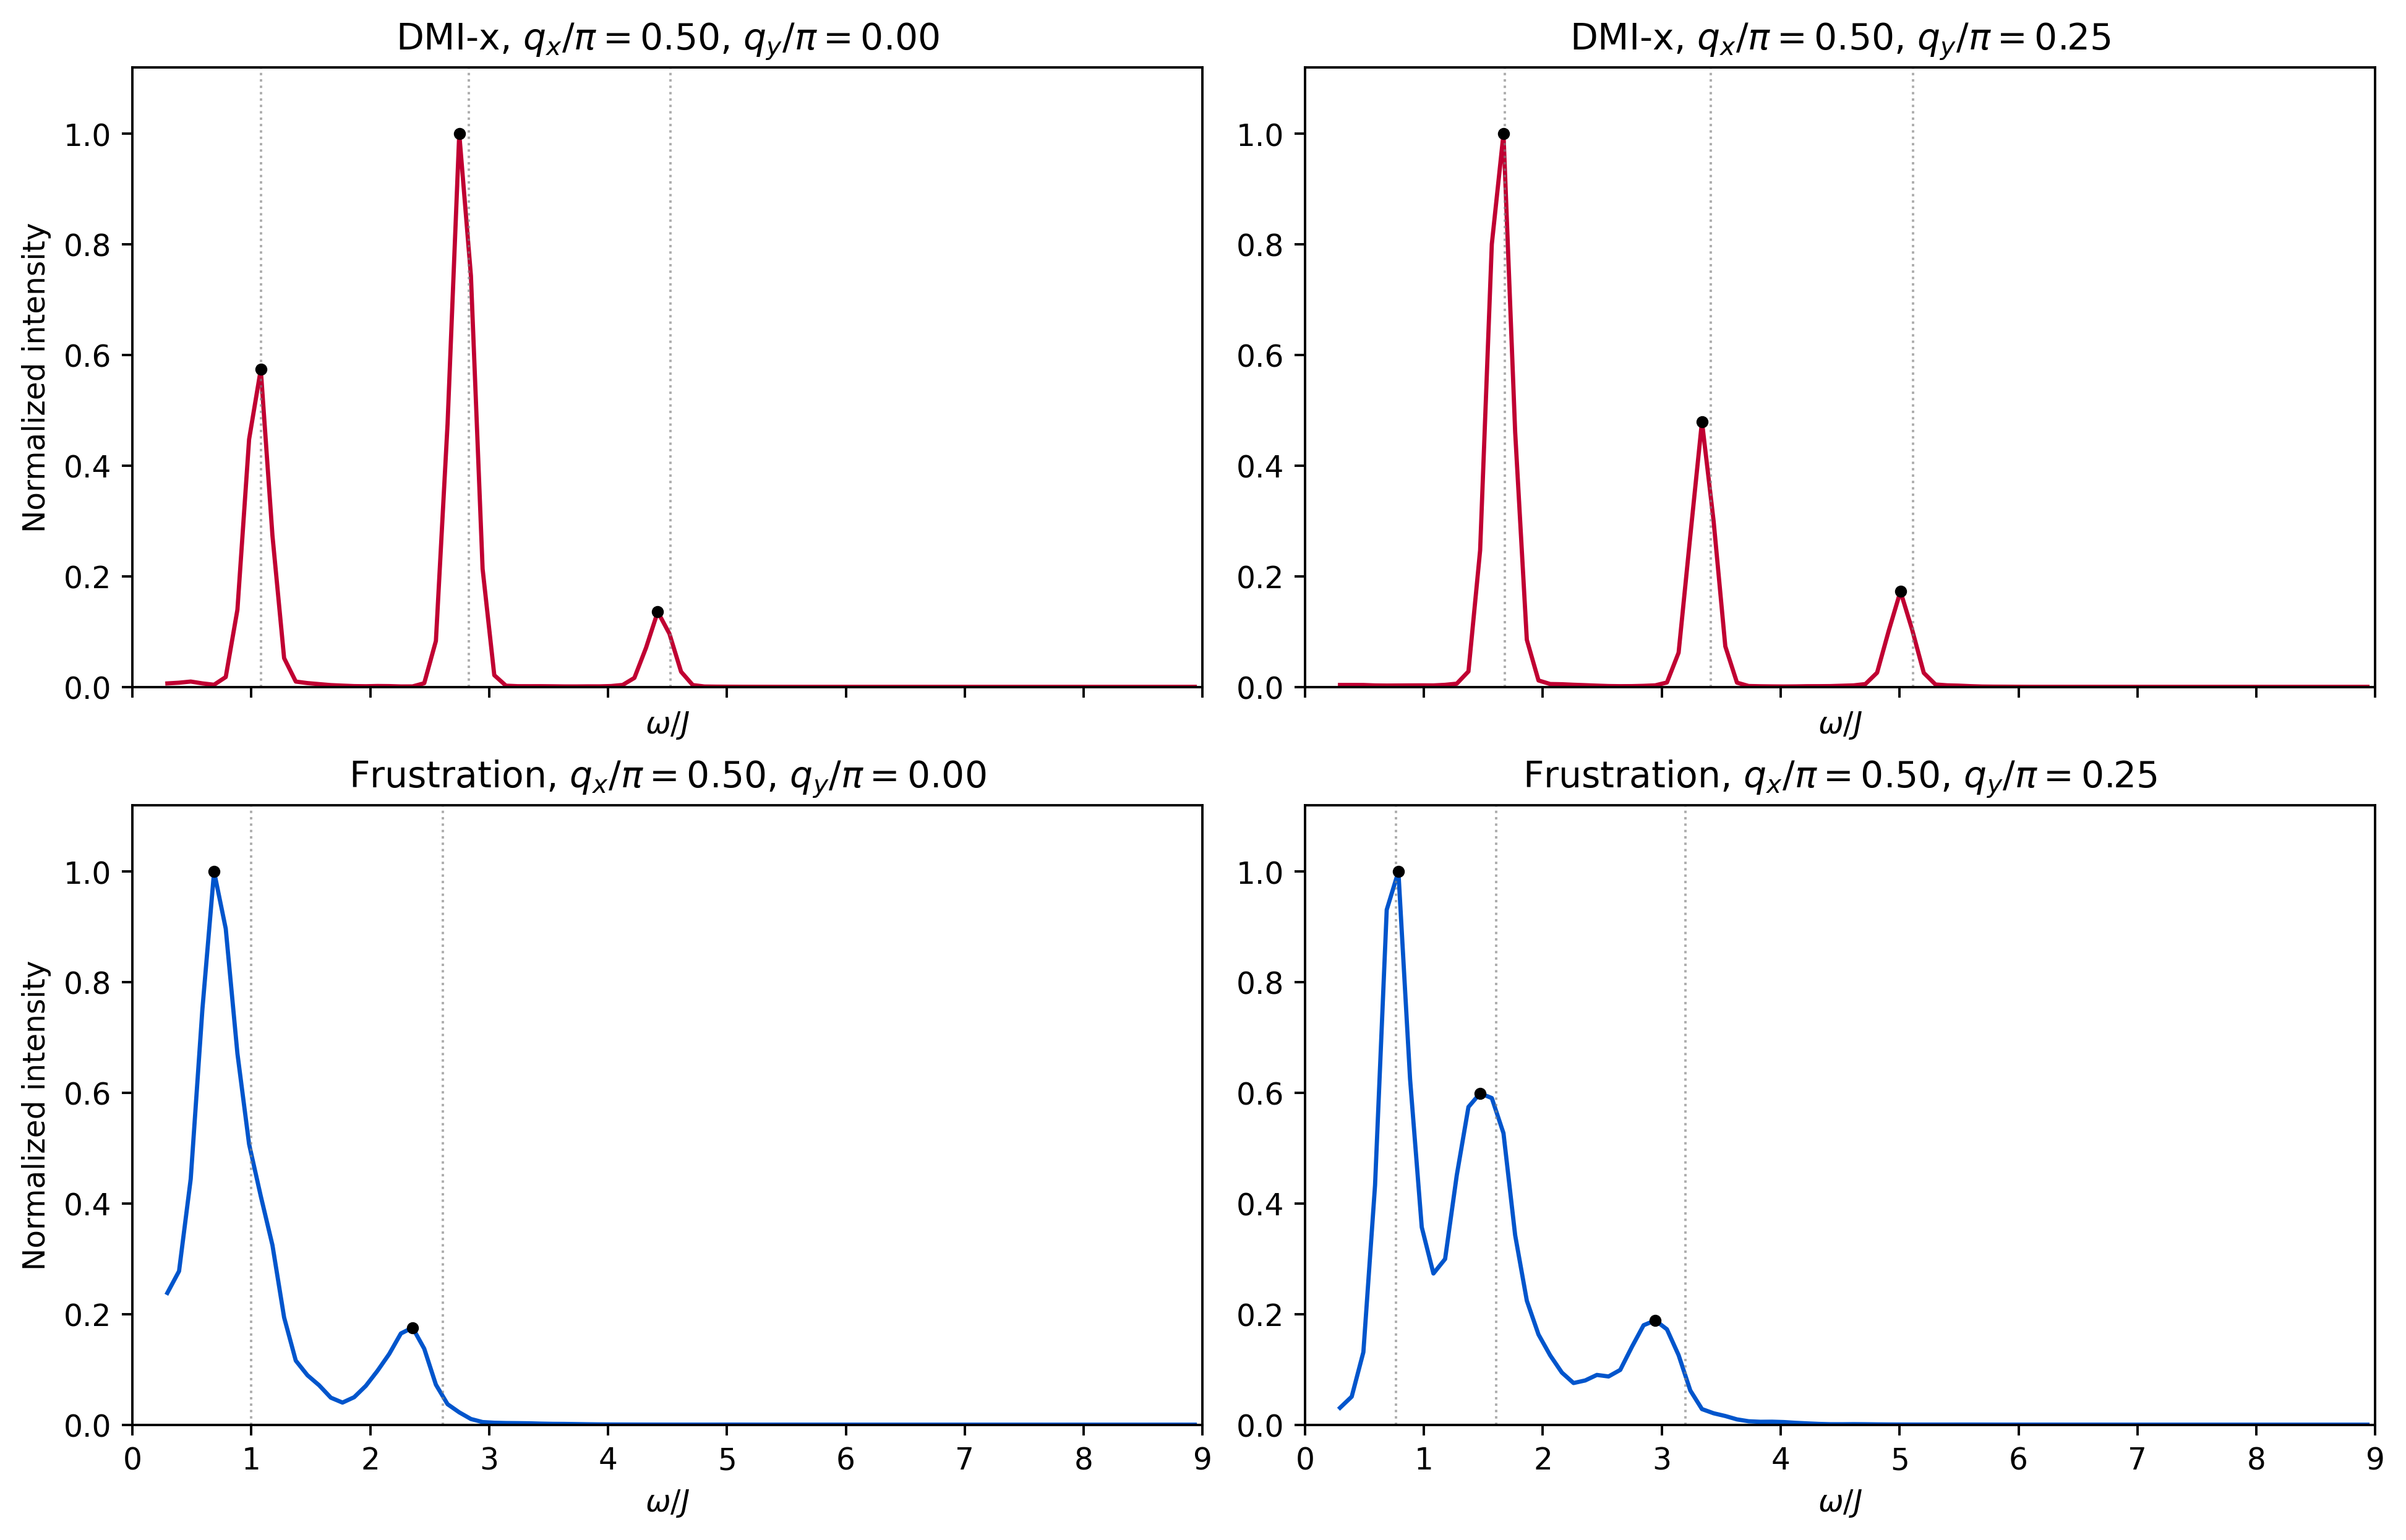 DMI-x, qₓ/π = 0.50, q_y/π = 0.00
Normalized intensity
1.0
0.8
0.6
0.4
0.2
0.0
ω/J
DMI-x, qₓ/π = 0.50, q_y/π = 0.25
1.0
0.8
0.6
0.4
0.2
0.0
ω/J
Frustration, qₓ/π = 0.50, q_y/π = 0.00
Normalized intensity
1.0
0.8
0.6
0.4
0.2
0.0
0 1 2 3 4 5 6 7 8 9
ω/J
Frustration, qₓ/π = 0.50, q_y/π = 0.25
1.0
0.8
0.6
0.4
0.2
0.0
0 1 2 3 4 5 6 7 8 9
ω/J